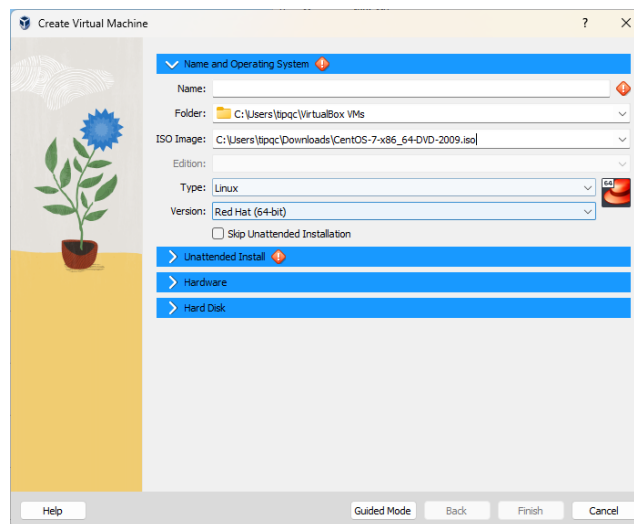 Create Virtual Machine ?
Name and Operating System
Name:
Folder: C:\Users\tipqc\VirtualBox VMs
ISO Image: C:\Users\tipqc\Downloads\CentOS-7-x86_64-DVD-2009.iso
Edition:
Type: Linux
64
Version: Red Hat (64-bit)
Skip Unattended Installation
Unattended Install
Hardware
Hard Disk
Help Guided Mode Back Finish Cancel